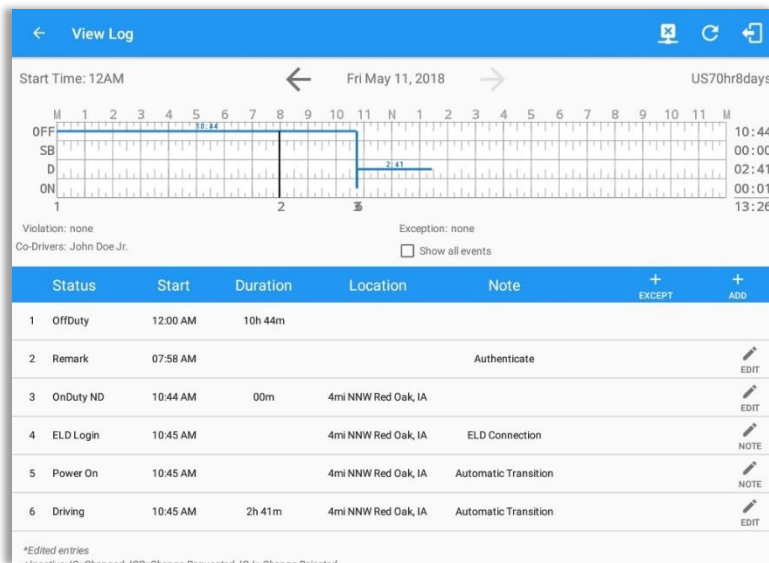 View Log
Start Time: 12AM Fri May 11, 2018 US70hr8days
M 1 2 3 4 5 6 7 8 9 10 11 N 1 2 3 4 5 6 7 8 9 10 11 M
OFF 10:44 10:44
SB 00:00
D 2:41 02:41
ON 00:01
1 2 36 13:26
Violation: none Exception: none
Co-Drivers: John Doe Jr. Show all events
Status Start Duration Location Note + EXCEPT + ADD
1 OffDuty 12:00 AM 10h 44m
2 Remark 07:58 AM Authenticate EDIT
3 OnDuty ND 10:44 AM 00m 4mi NNW Red Oak, IA EDIT
4 ELD Login 10:45 AM 4mi NNW Red Oak, IA ELD Connection NOTE
5 Power On 10:45 AM 4mi NNW Red Oak, IA Automatic Transition NOTE
6 Driving 10:45 AM 2h 41m 4mi NNW Red Oak, IA Automatic Transition EDIT
*Edited entries